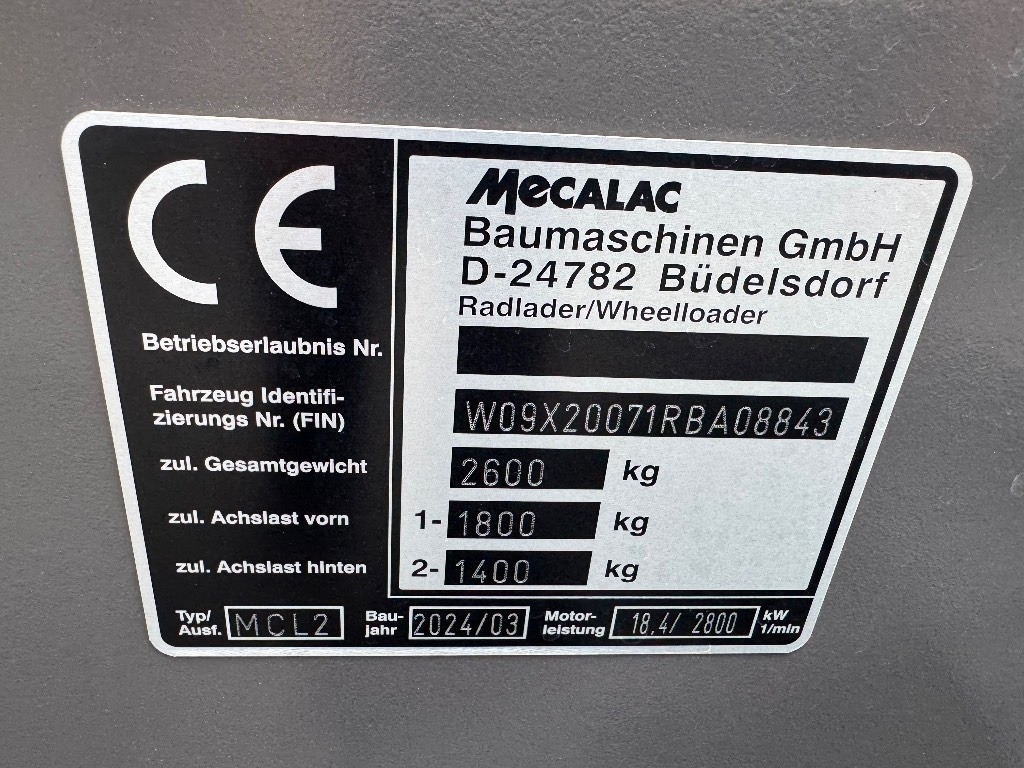 CE
MECALAC
Baumaschinen GmbH
D-24782 Büdelsdorf
Radlader/Wheelloader
Betriebserlaubnis Nr.
Fahrzeug Identifi-
zierungs Nr. (FIN) W09X20071RBA08843
zul. Gesamtgewicht 2600 kg
zul. Achslast vorn 1- 1800 kg
zul. Achslast hinten 2- 1400 kg
Typ/ Ausf. MCL2 Bau- jahr 2024/03 Motor- leistung 18,4/ 2800 kW 1/min